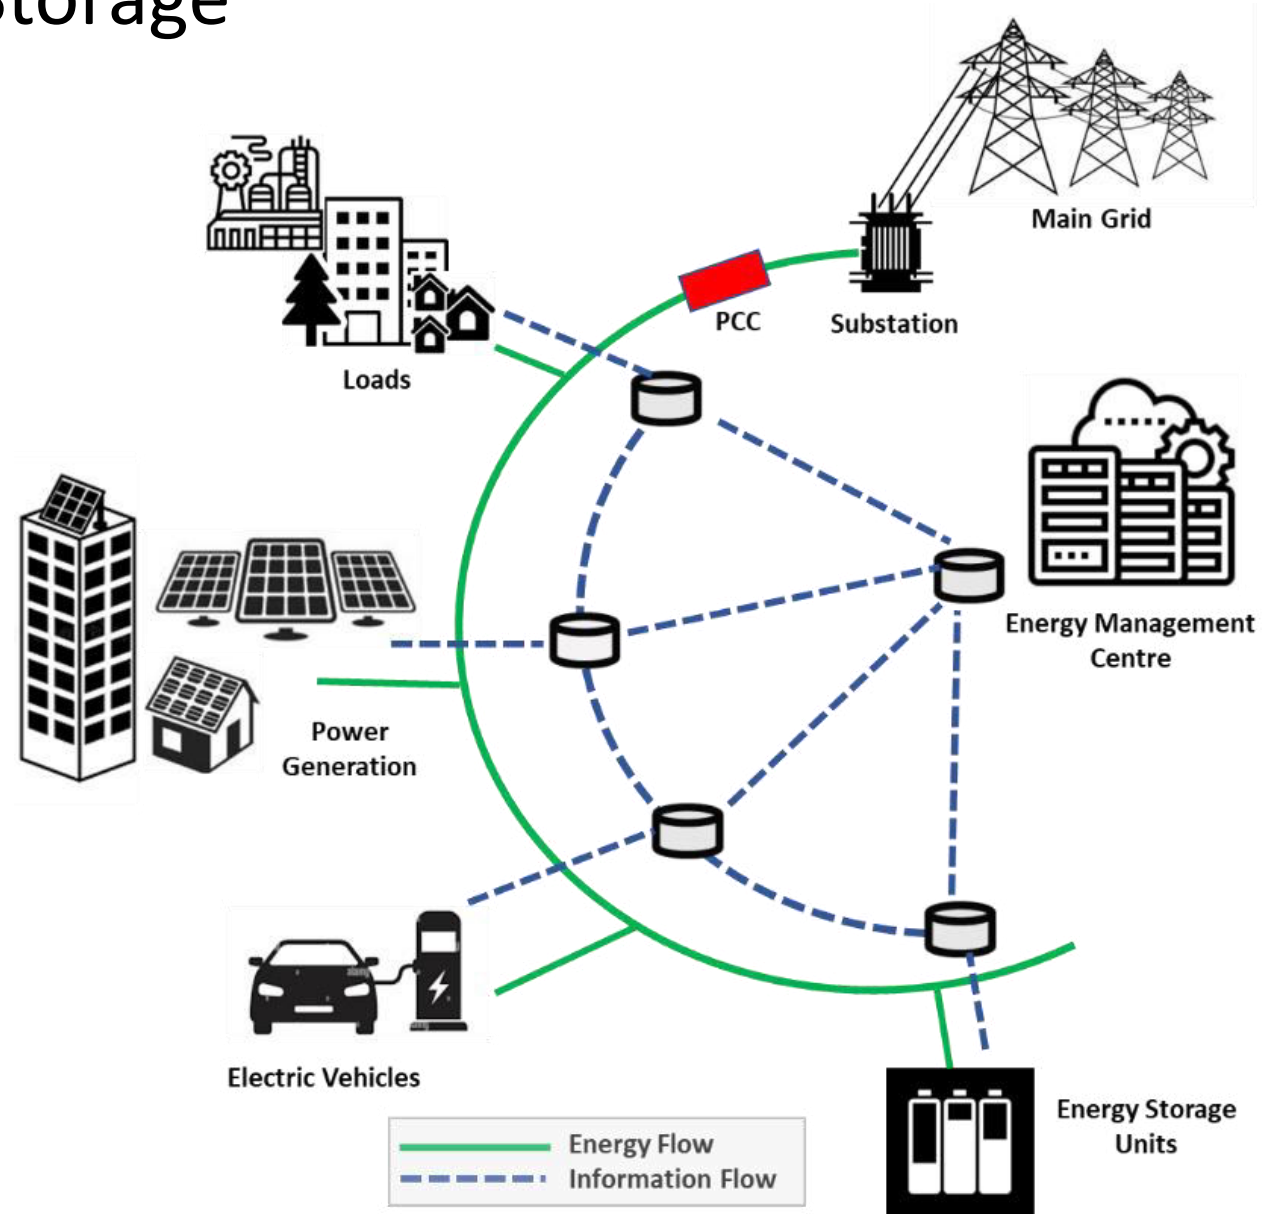 storage
Main Grid
PCC
Substation
Loads
Energy Management
Centre
Power
Generation
Electric Vehicles
Energy Storage
Units
Energy Flow
Information Flow